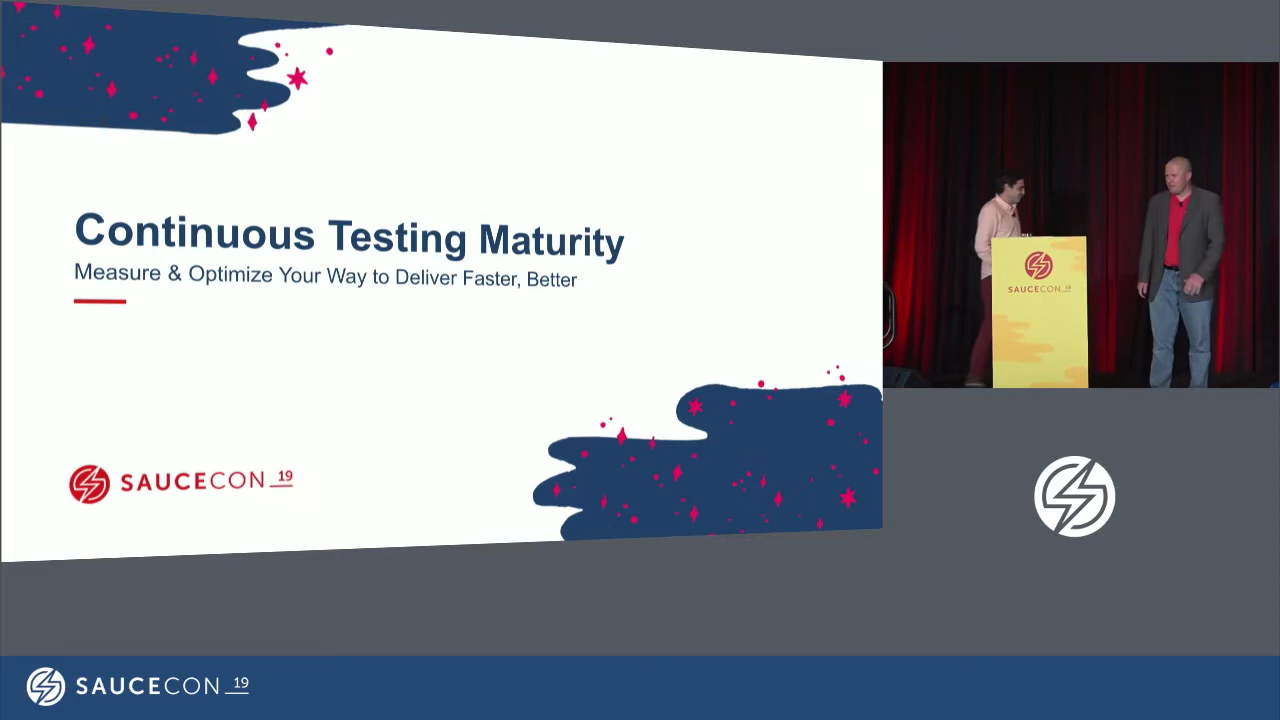 Continuous Testing Maturity
Measure & Optimize Your Way to Deliver Faster, Better
SAUCECON 19
SAUCECON 19
SAUCECON 19